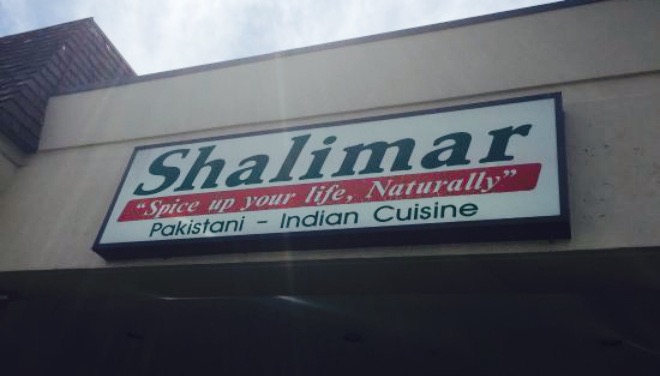 Shalimar
“Spice up your life, Naturally”
Pakistani - Indian Cuisine